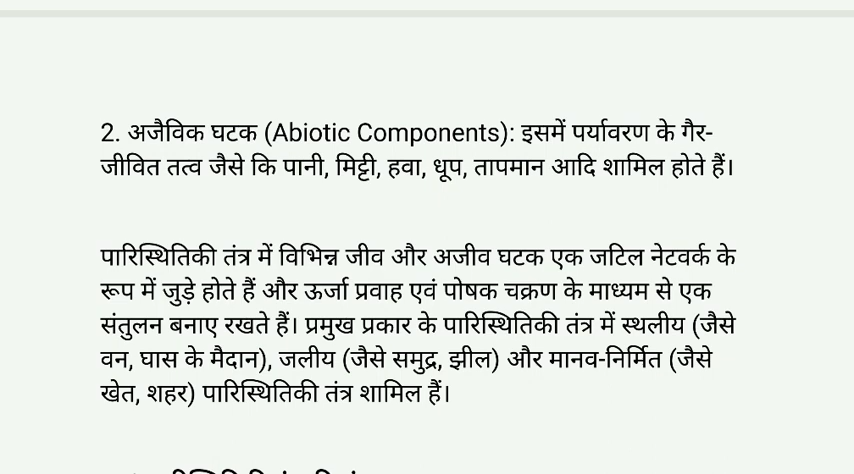 2. अजैविक घटक (Abiotic Components): इसमें पर्यावरण के गैर-
जीवित तत्व जैसे कि पानी, मिट्टी, हवा, धूप, तापमान आदि शामिल होते हैं।
पारिस्थितिकी तंत्र में विभिन्न जीव और अजीव घटक एक जटिल नेटवर्क के
रूप में जुड़े होते हैं और ऊर्जा प्रवाह एवं पोषक चक्रण के माध्यम से एक
संतुलन बनाए रखते हैं। प्रमुख प्रकार के पारिस्थितिकी तंत्र में स्थलीय (जैसे
वन, घास के मैदान), जलीय (जैसे समुद्र, झील) और मानव-निर्मित (जैसे
खेत, शहर) पारिस्थितिकी तंत्र शामिल हैं।